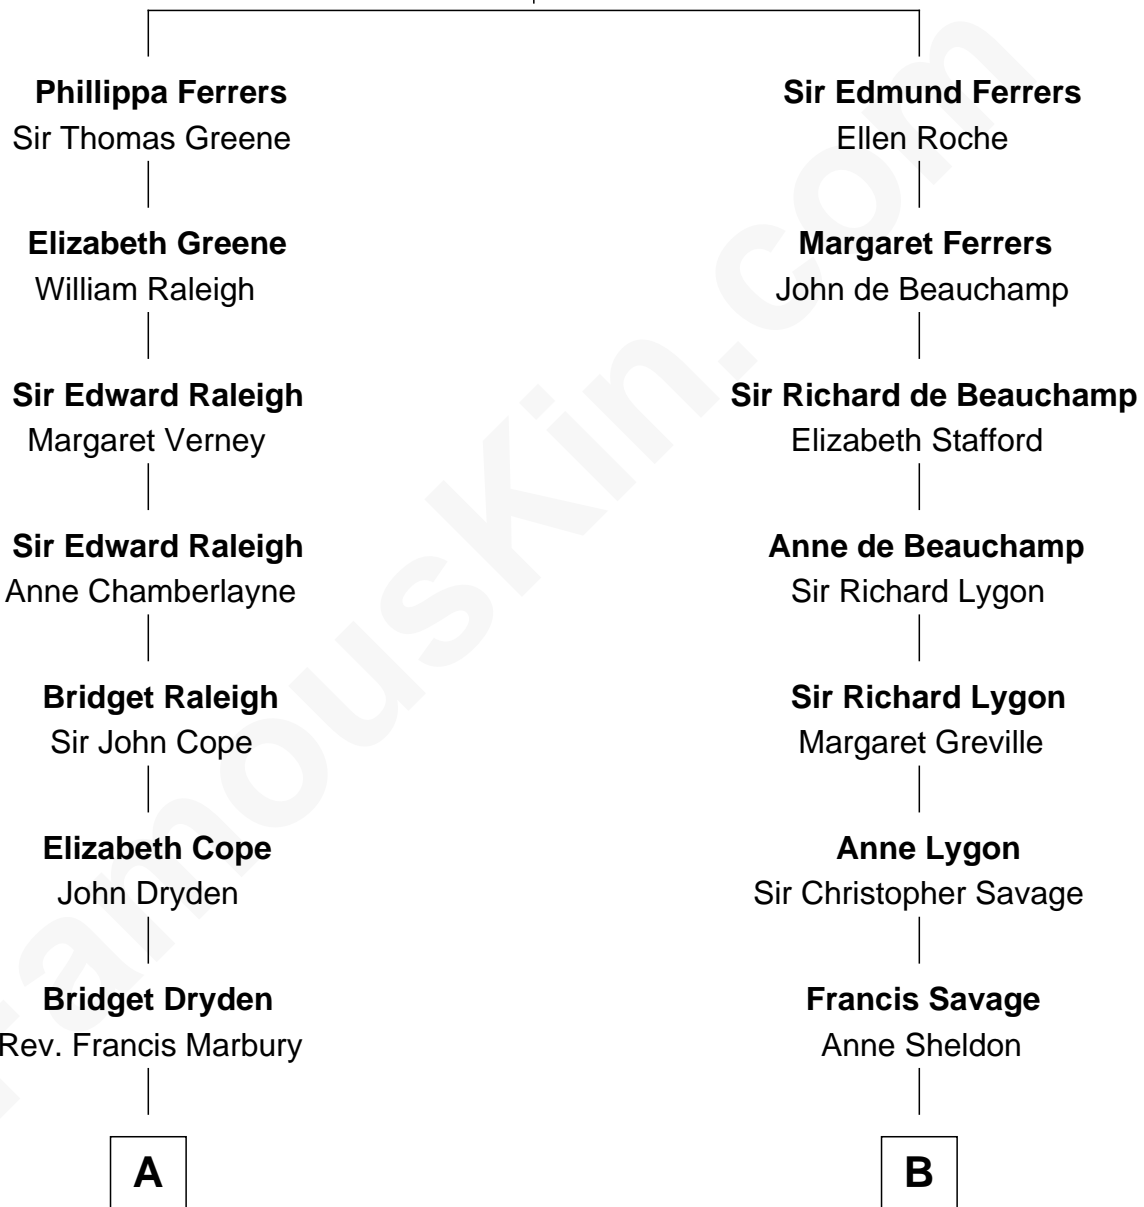 Phillippa Ferrers
Sir Thomas Greene
Elizabeth Greene
William Raleigh
Sir Edward Raleigh
Margaret Verney
Sir Edward Raleigh
Anne Chamberlayne
Bridget Raleigh
Sir John Cope
Elizabeth Cope
John Dryden
Bridget Dryden
Rev. Francis Marbury
A
Sir Edmund Ferrers
Ellen Roche
Margaret Ferrers
John de Beauchamp
Sir Richard de Beauchamp
Elizabeth Stafford
Anne de Beauchamp
Sir Richard Lygon
Sir Richard Lygon
Margaret Greville
Anne Lygon
Sir Christopher Savage
Francis Savage
Anne Sheldon
B
FamousKin.com